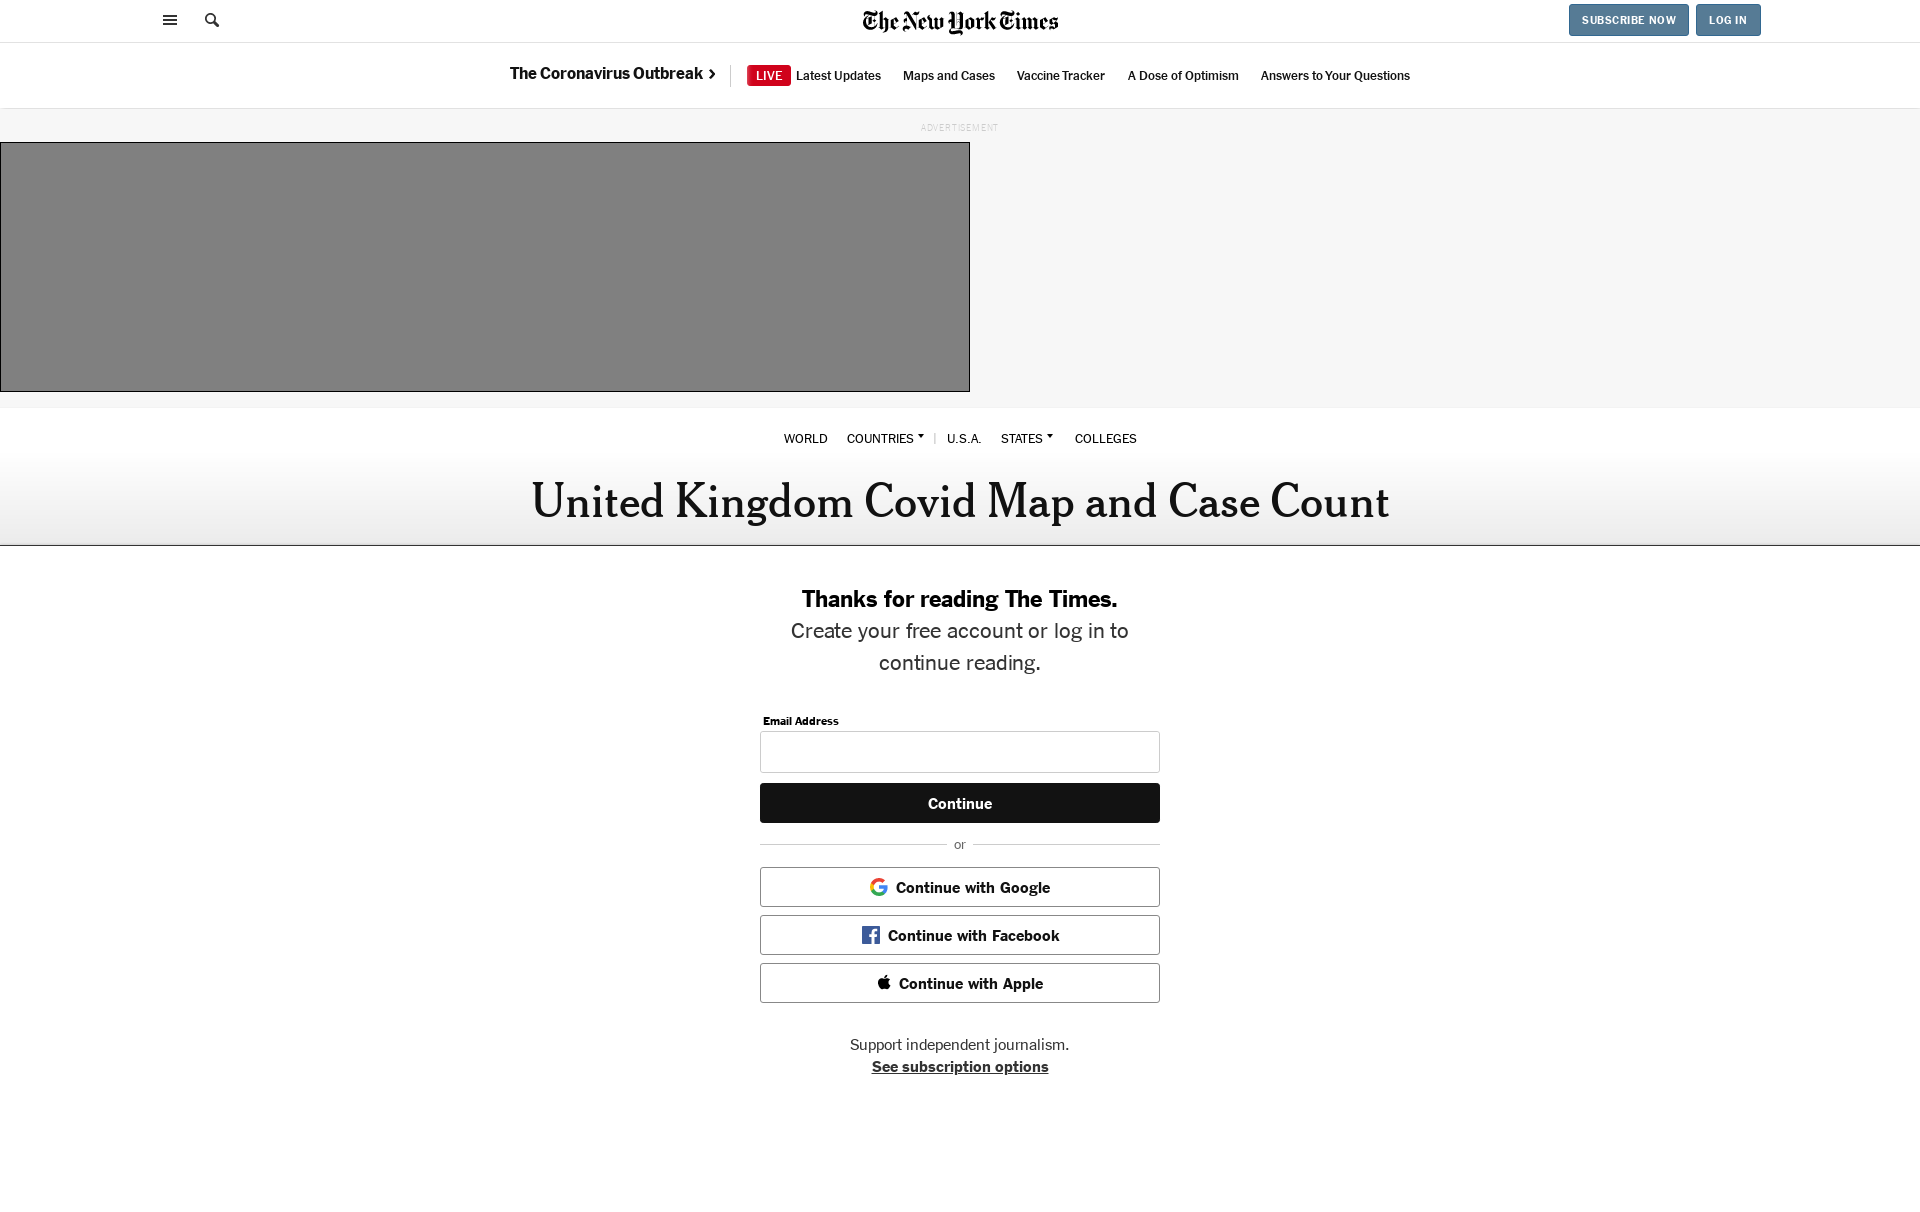 The New York Times
SUBSCRIBE NOW
LOG IN
The Coronavirus Outbreak
LIVE Latest Updates
Maps and Cases
Vaccine Tracker
A Dose of Optimism
Answers to Your Questions
ADVERTISEMENT
WORLD
COUNTRIES
U.S.A.
STATES
COLLEGES
United Kingdom Covid Map and Case Count
Thanks for reading The Times.
Create your free account or log in to
continue reading.
Email Address
Continue
or
Continue with Google
Continue with Facebook
Continue with Apple
Support independent journalism.
See subscription options